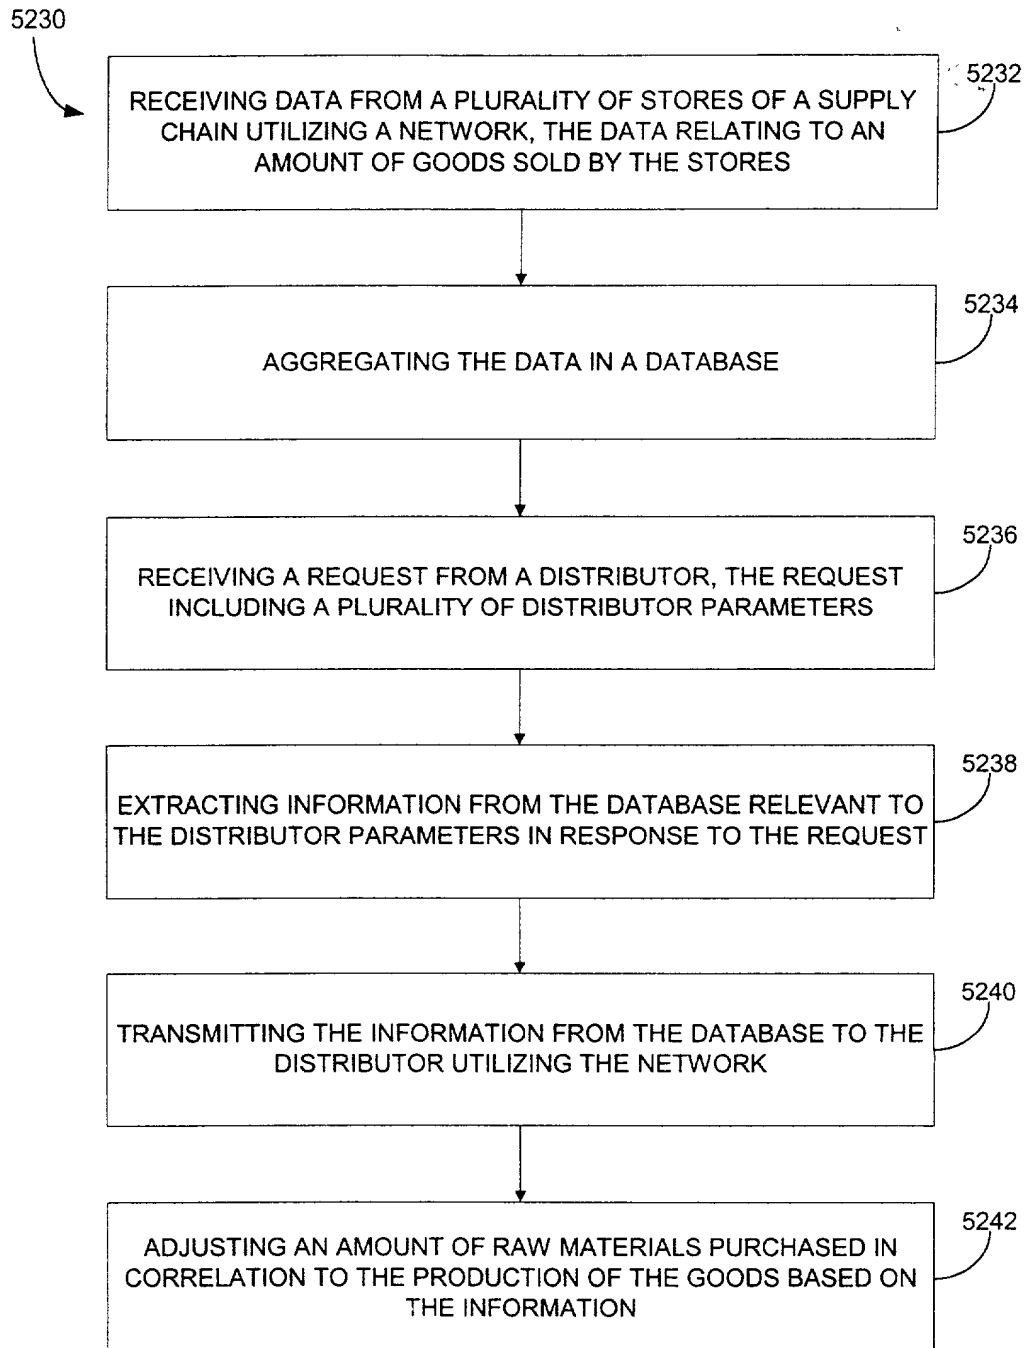 5230
5232
RECEIVING DATA FROM A PLURALITY OF STORES OF A SUPPLY
CHAIN UTILIZING A NETWORK, THE DATA RELATING TO AN
AMOUNT OF GOODS SOLD BY THE STORES
5234
AGGREGATING THE DATA IN A DATABASE
5236
RECEIVING A REQUEST FROM A DISTRIBUTOR, THE REQUEST
INCLUDING A PLURALITY OF DISTRIBUTOR PARAMETERS
5238
EXTRACTING INFORMATION FROM THE DATABASE RELEVANT TO
THE DISTRIBUTOR PARAMETERS IN RESPONSE TO THE REQUEST
5240
TRANSMITTING THE INFORMATION FROM THE DATABASE TO THE
DISTRIBUTOR UTILIZING THE NETWORK
5242
ADJUSTING AN AMOUNT OF RAW MATERIALS PURCHASED IN
CORRELATION TO THE PRODUCTION OF THE GOODS BASED ON
THE INFORMATION